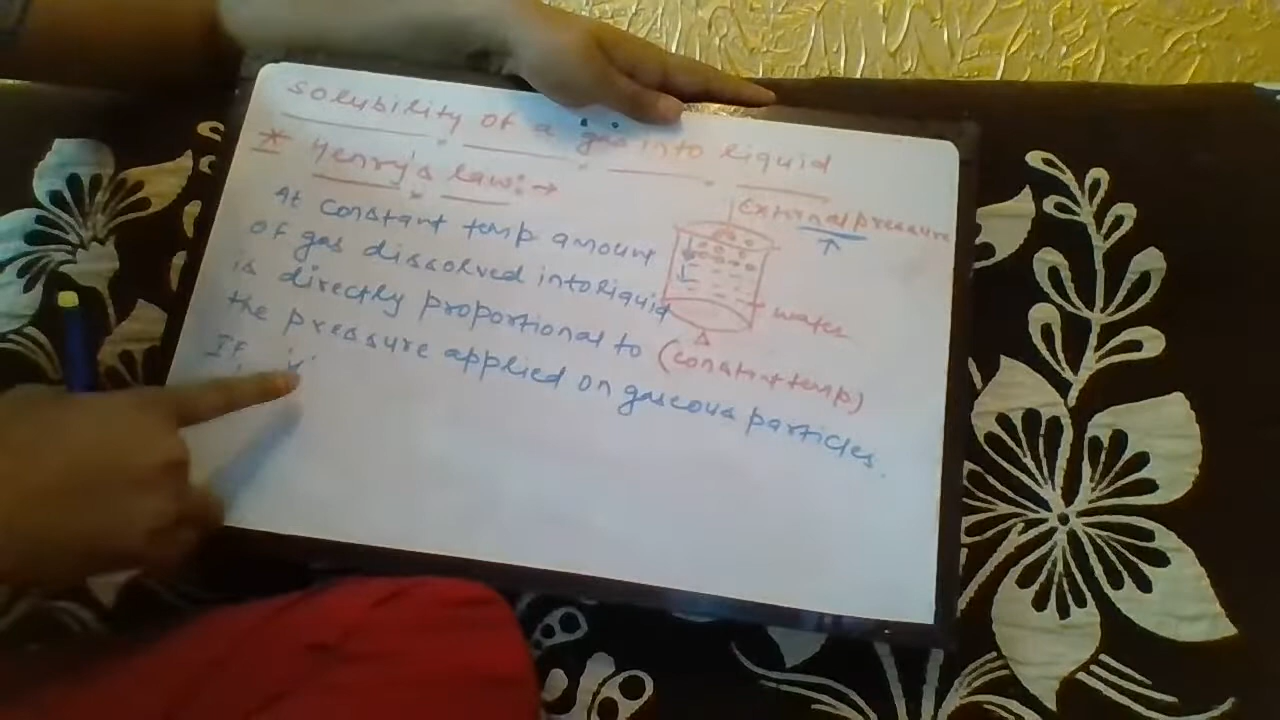 solubility of a gas into liquid
* Henry's law:→
At constant temp amount
of gas dissolved into liquid
is directly proportional to
the pressure applied on gaseous particles.
If
External pressure
↑
water
Δ
(constant temp)